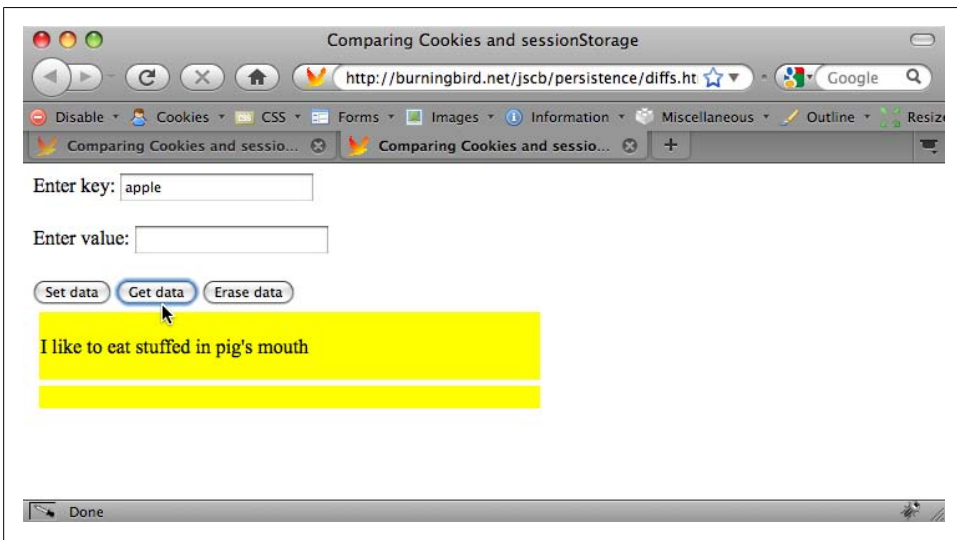 Comparing Cookies and sessionStorage
http://burningbird.net/jscb/persistence/diffs.ht
Google
Disable Cookies CSS Forms Images Information Miscellaneous Outline Resize
Comparing Cookies and sessio... Comparing Cookies and sessio... +
Enter key: apple
Enter value:
Set data Get data Erase data
I like to eat stuffed in pig's mouth
Done